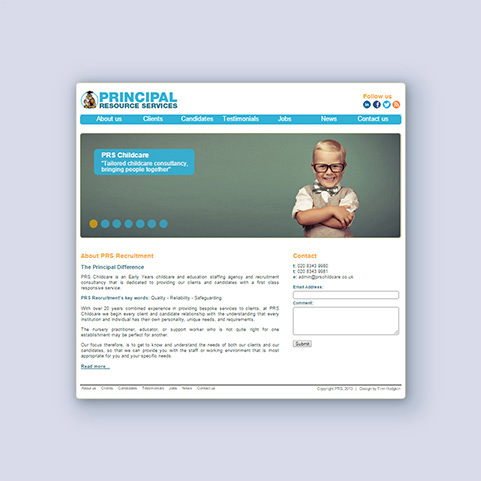 PRINCIPAL
RESOURCE SERVICES
Follow us
About us Clients Candidates Testimonials Jobs News Contact us
PRS Childcare
"Tailored childcare consultancy,
bringing people together"
About PRS Recruitment
The Principal Difference
PRS Childcare is an Early Years childcare and education staffing agency and recruitment
consultancy that is dedicated to providing our clients and candidates with a first class
responsive service.
PRS Recruitment's key words: Quality - Reliability - Safeguarding.
With over 20 years combined experience in providing bespoke services to clients, at PRS
Childcare we begin every client and candidate relationship with the understanding that every
institution and individual has their own personality, unique needs, and requirements.
The nursery practitioner, educator, or support worker who is not quite right for one
establishment may be perfect for another.
Our focus therefore, is to get to know and understand the needs of both our clients and our
candidates, so that we can provide you with the staff or working environment that is most
appropriate for you and your specific needs.
Read more...
Contact
t: 020 8343 9980
t: 020 8343 9981
e: admin@prschildcare.co.uk
Email Address:
Comment:
Submit
About us Clients Candidates Testimonials Jobs News Contact us
Copyright PRS, 2013 | Design by Tim Hodgson